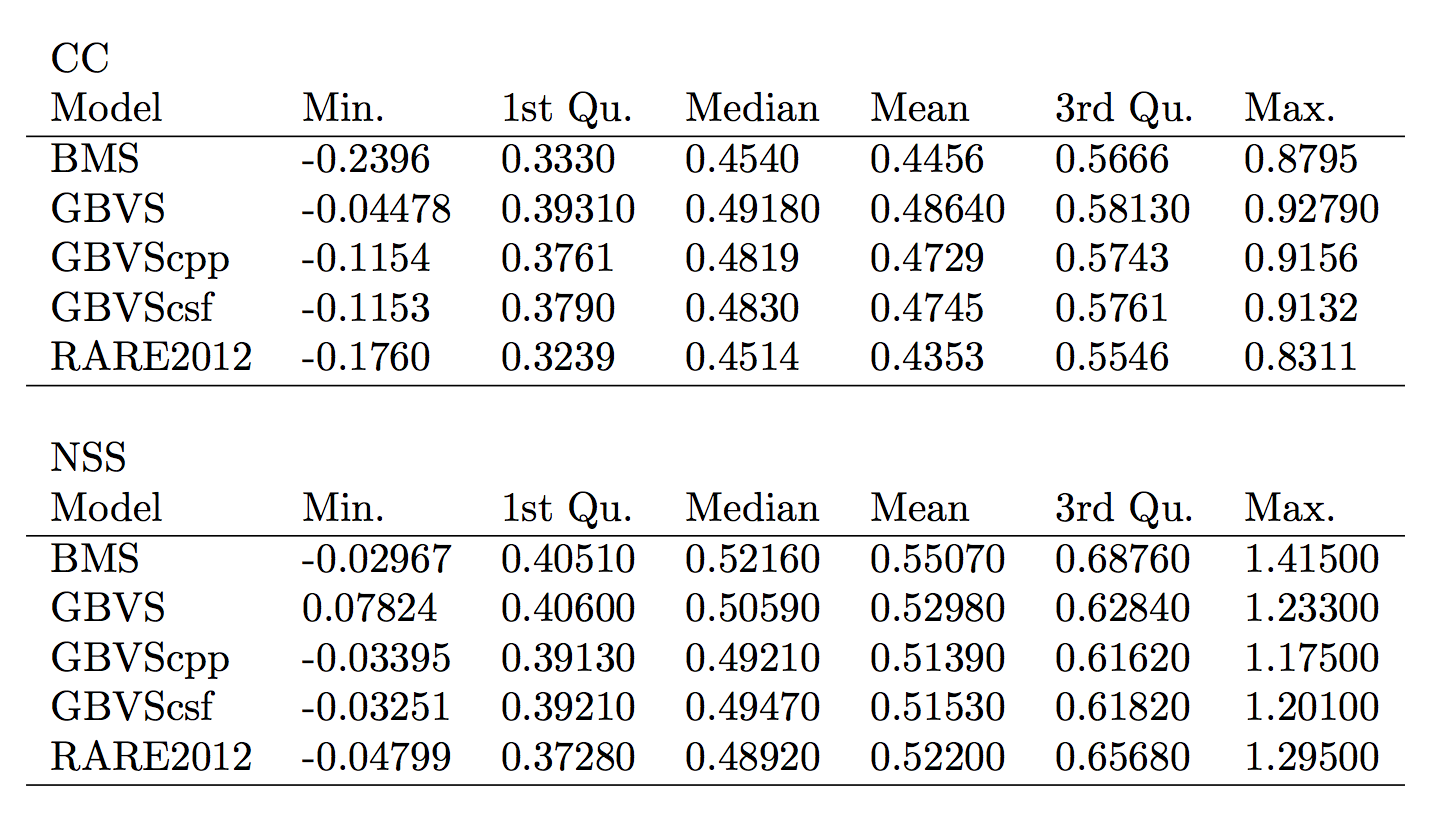 CC
Model Min. 1st Qu. Median Mean 3rd Qu. Max.
BMS -0.2396 0.3330 0.4540 0.4456 0.5666 0.8795
GBVS -0.04478 0.39310 0.49180 0.48640 0.58130 0.92790
GBVScpp -0.1154 0.3761 0.4819 0.4729 0.5743 0.9156
GBVScsf -0.1153 0.3790 0.4830 0.4745 0.5761 0.9132
RARE2012 -0.1760 0.3239 0.4514 0.4353 0.5546 0.8311
NSS
Model Min. 1st Qu. Median Mean 3rd Qu. Max.
BMS -0.02967 0.40510 0.52160 0.55070 0.68760 1.41500
GBVS 0.07824 0.40600 0.50590 0.52980 0.62840 1.23300
GBVScpp -0.03395 0.39130 0.49210 0.51390 0.61620 1.17500
GBVScsf -0.03251 0.39210 0.49470 0.51530 0.61820 1.20100
RARE2012 -0.04799 0.37280 0.48920 0.52200 0.65680 1.29500